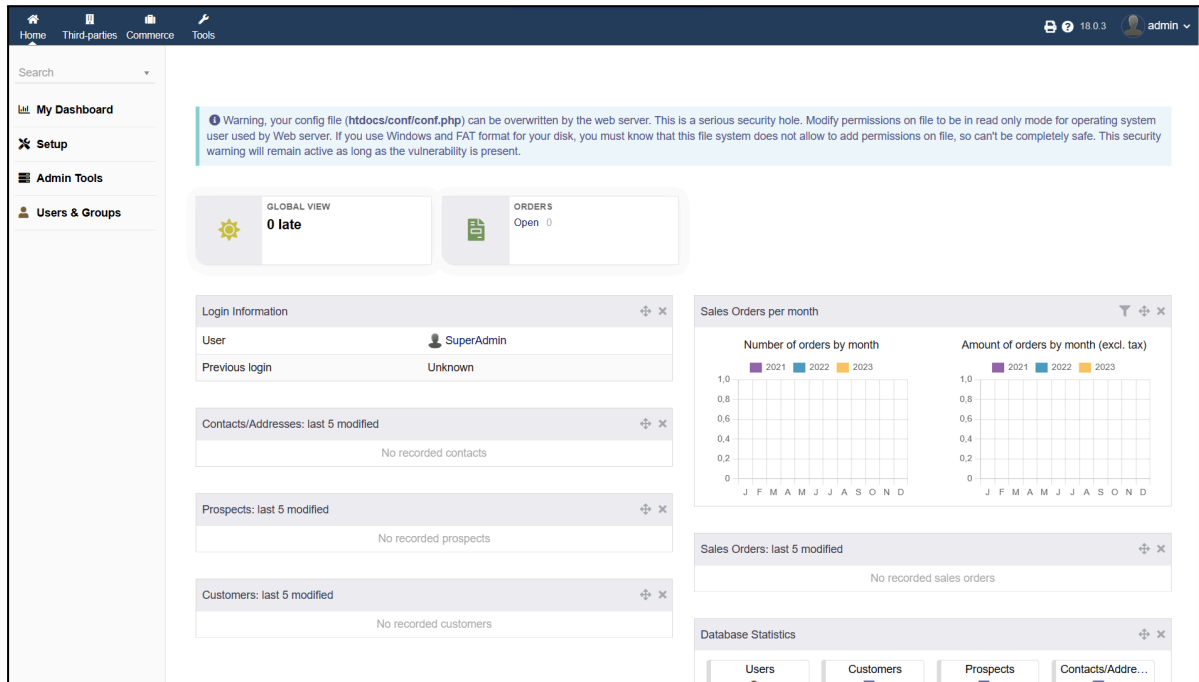 Home Third-parties Commerce Tools
18.0.3 admin
Search
My Dashboard
Setup
Admin Tools
Users & Groups
Warning, your config file (htdocs/conf/conf.php) can be overwritten by the web server. This is a serious security hole. Modify permissions on file to be in read only mode for operating system
user used by Web server. If you use Windows and FAT format for your disk, you must know that this file system does not allow to add permissions on file, so can't be completely safe. This security
warning will remain active as long as the vulnerability is present.
GLOBAL VIEW
0 late
ORDERS
Open 0
Login Information
User SuperAdmin
Previous login Unknown
Contacts/Addresses: last 5 modified
No recorded contacts
Prospects: last 5 modified
No recorded prospects
Customers: last 5 modified
No recorded customers
Sales Orders per month
Number of orders by month
2021 2022 2023
1,0
0,8
0,6
0,4
0,2
0
J F M A M J J A S O N D
Amount of orders by month (excl. tax)
2021 2022 2023
1,0
0,8
0,6
0,4
0,2
0
J F M A M J J A S O N D
Sales Orders: last 5 modified
No recorded sales orders
Database Statistics
Users Customers Prospects Contacts/Addre...